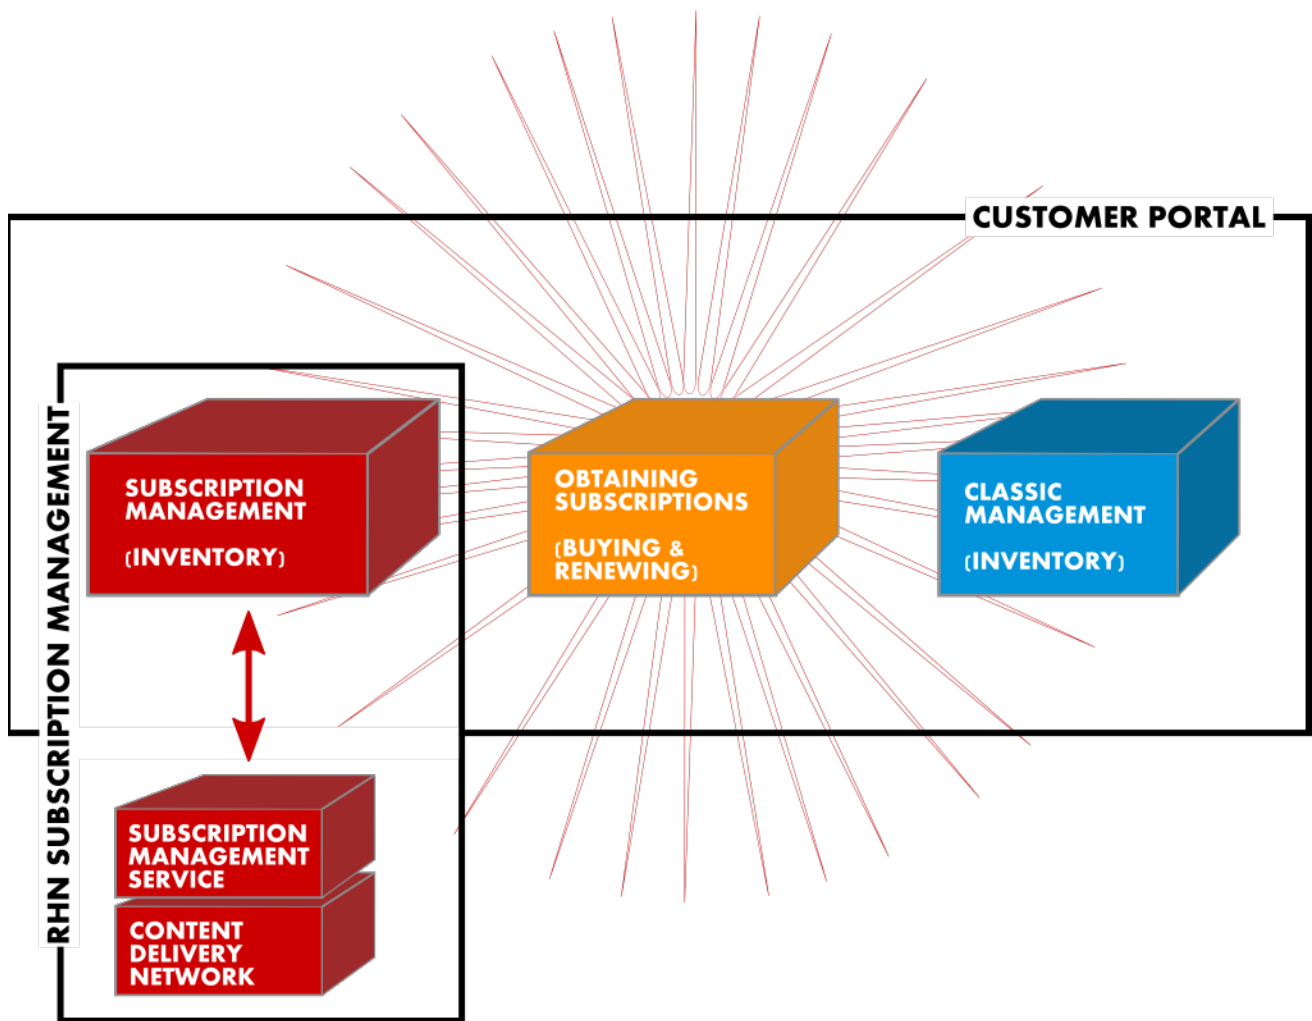 CUSTOMER PORTAL
RHN SUBSCRIPTION MANAGEMENT
SUBSCRIPTION
MANAGEMENT
(INVENTORY)
OBTAINING
SUBSCRIPTIONS
(BUYING &
RENEWING)
CLASSIC
MANAGEMENT
(INVENTORY)
SUBSCRIPTION
MANAGEMENT
SERVICE
CONTENT
DELIVERY
NETWORK